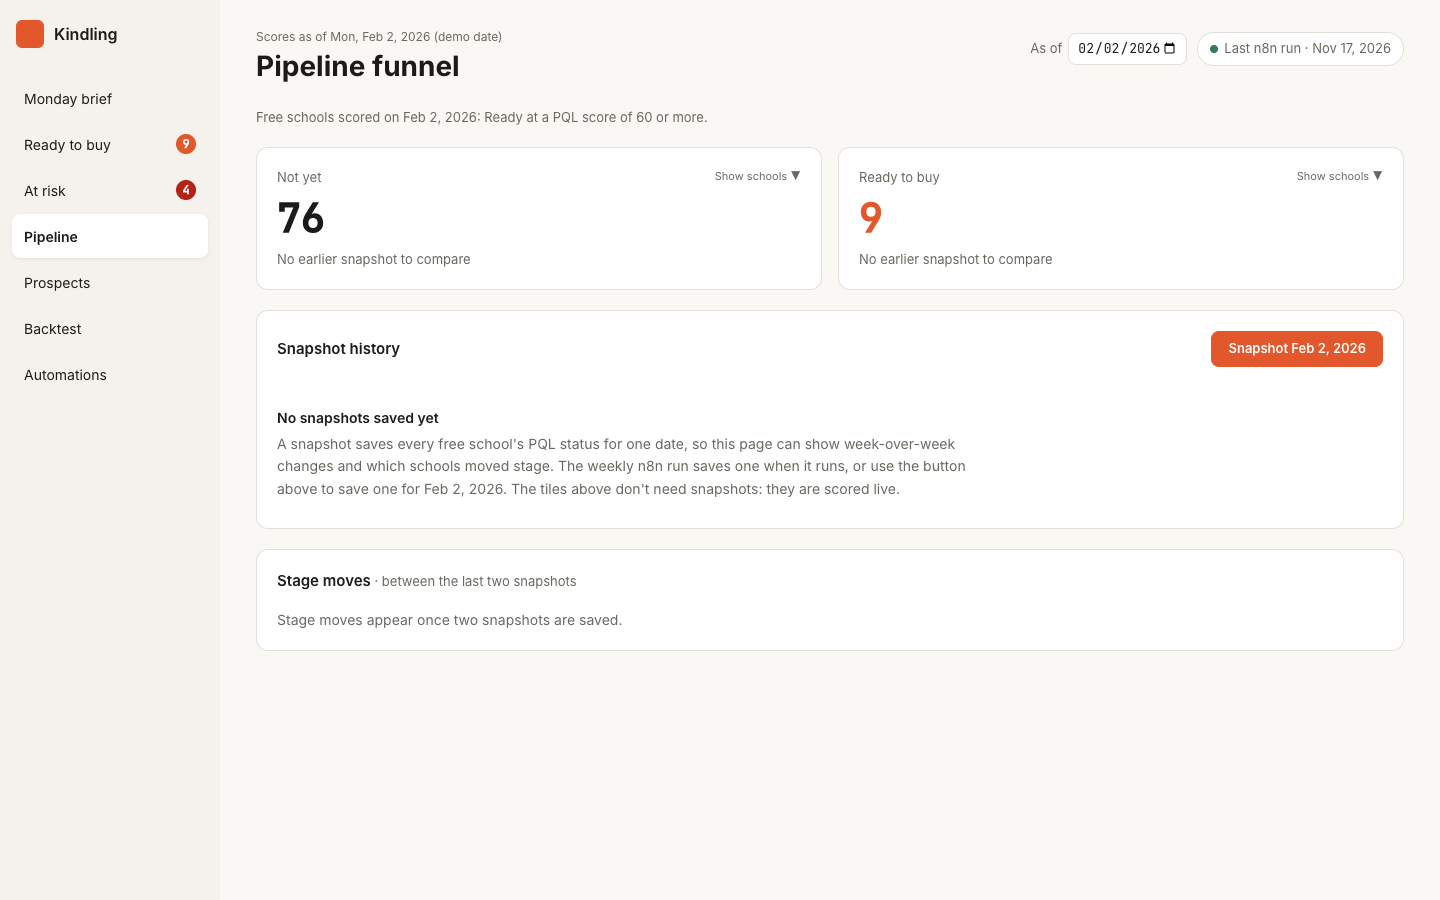 Kindling
Monday brief
Ready to buy 9
At risk 4
Pipeline
Prospects
Backtest
Automations
Scores as of Mon, Feb 2, 2026 (demo date)
Pipeline funnel
As of 02/02/2026
Last n8n run · Nov 17, 2026
Free schools scored on Feb 2, 2026: Ready at a PQL score of 60 or more.
Not yet
Show schools ▼
76
No earlier snapshot to compare
Ready to buy
Show schools ▼
9
No earlier snapshot to compare
Snapshot history
Snapshot Feb 2, 2026
No snapshots saved yet
A snapshot saves every free school's PQL status for one date, so this page can show week-over-week
changes and which schools moved stage. The weekly n8n run saves one when it runs, or use the button
above to save one for Feb 2, 2026. The tiles above don't need snapshots: they are scored live.
Stage moves · between the last two snapshots
Stage moves appear once two snapshots are saved.